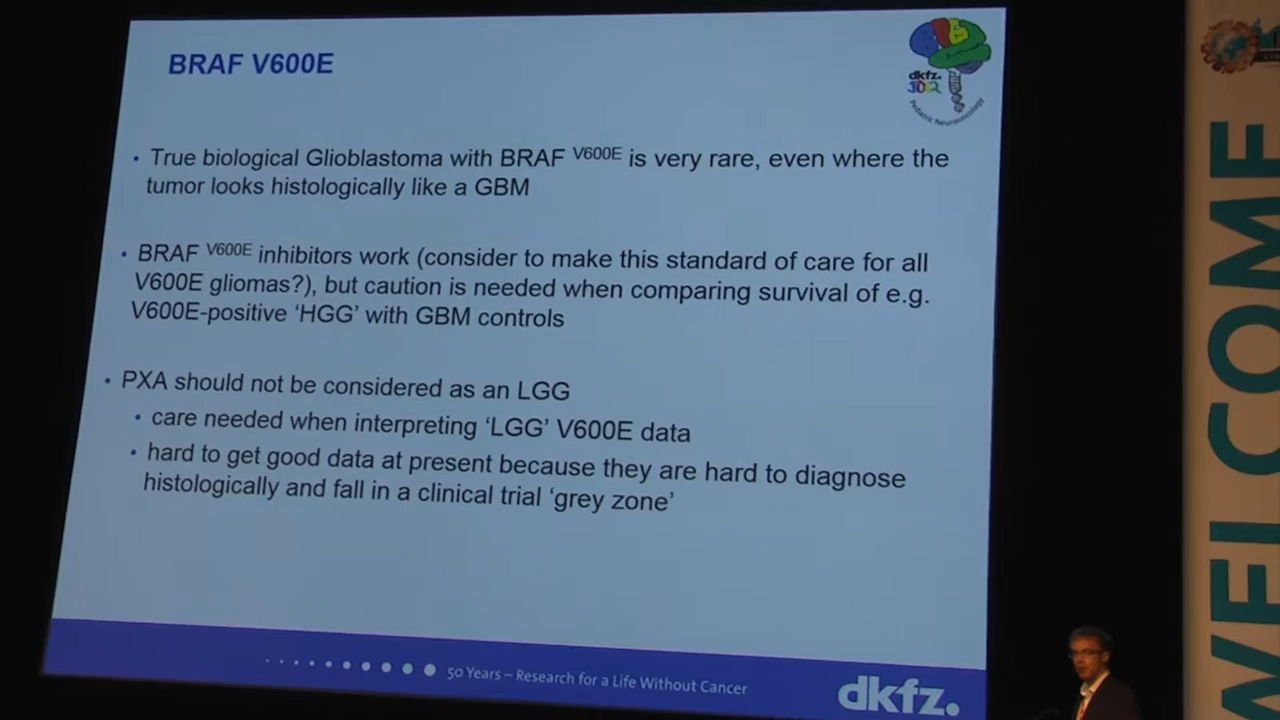 BRAF V600E
dkfz.
Pediatric Neurooncology
• True biological Glioblastoma with BRAF V600E is very rare, even where the
tumor looks histologically like a GBM
• BRAF V600E inhibitors work (consider to make this standard of care for all
V600E gliomas?), but caution is needed when comparing survival of e.g.
V600E-positive ‘HGG’ with GBM controls
• PXA should not be considered as an LGG
• care needed when interpreting ‘LGG’ V600E data
• hard to get good data at present because they are hard to diagnose
histologically and fall in a clinical trial ‘grey zone’
50 Years – Research for a Life Without Cancer
dkfz.
WELCOME